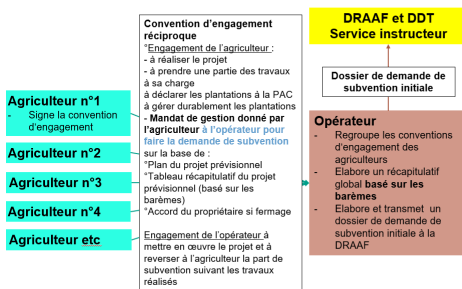 Agriculteur n°1
- Signe la convention
d'engagement
Agriculteur n°2
Agriculteur n°3
Agriculteur n°4
Agriculteur etc
Convention d'engagement
réciproque
°Engagement de l'agriculteur :
- à réaliser le projet
- à prendre une partie des travaux
à sa charge
à déclarer les plantations à la PAC
à gérer durablement les plantations
- Mandat de gestion donné par
l'agriculteur à l'opérateur pour
faire la demande de subvention
sur la base de :
°Plan du projet prévisionnel
°Tableau récapitulatif du projet
prévisionnel (basé sur les
barèmes)
°Accord du propriétaire si fermage
Engagement de l'opérateur à
mettre en œuvre le projet et à
reverser à l'agriculteur la part de
subvention suivant les travaux
réalisés
DRAAF et DDT
Service instructeur
Dossier de demande de
subvention initiale
Opérateur
- Regroupe les conventions
d'engagement des
agriculteurs
- Elabore un récapitulatif
global basé sur les
barèmes
- Elabore et transmet un
dossier de demande de
subvention initiale à la
DRAAF